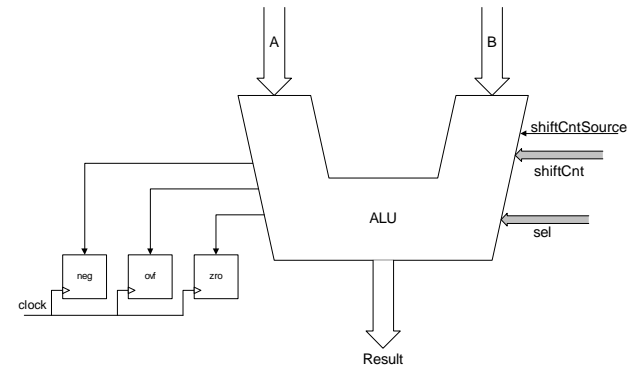 A
B
shiftCntSource
shiftCnt
ALU
sel
neg
ovf
zro
clock
Result